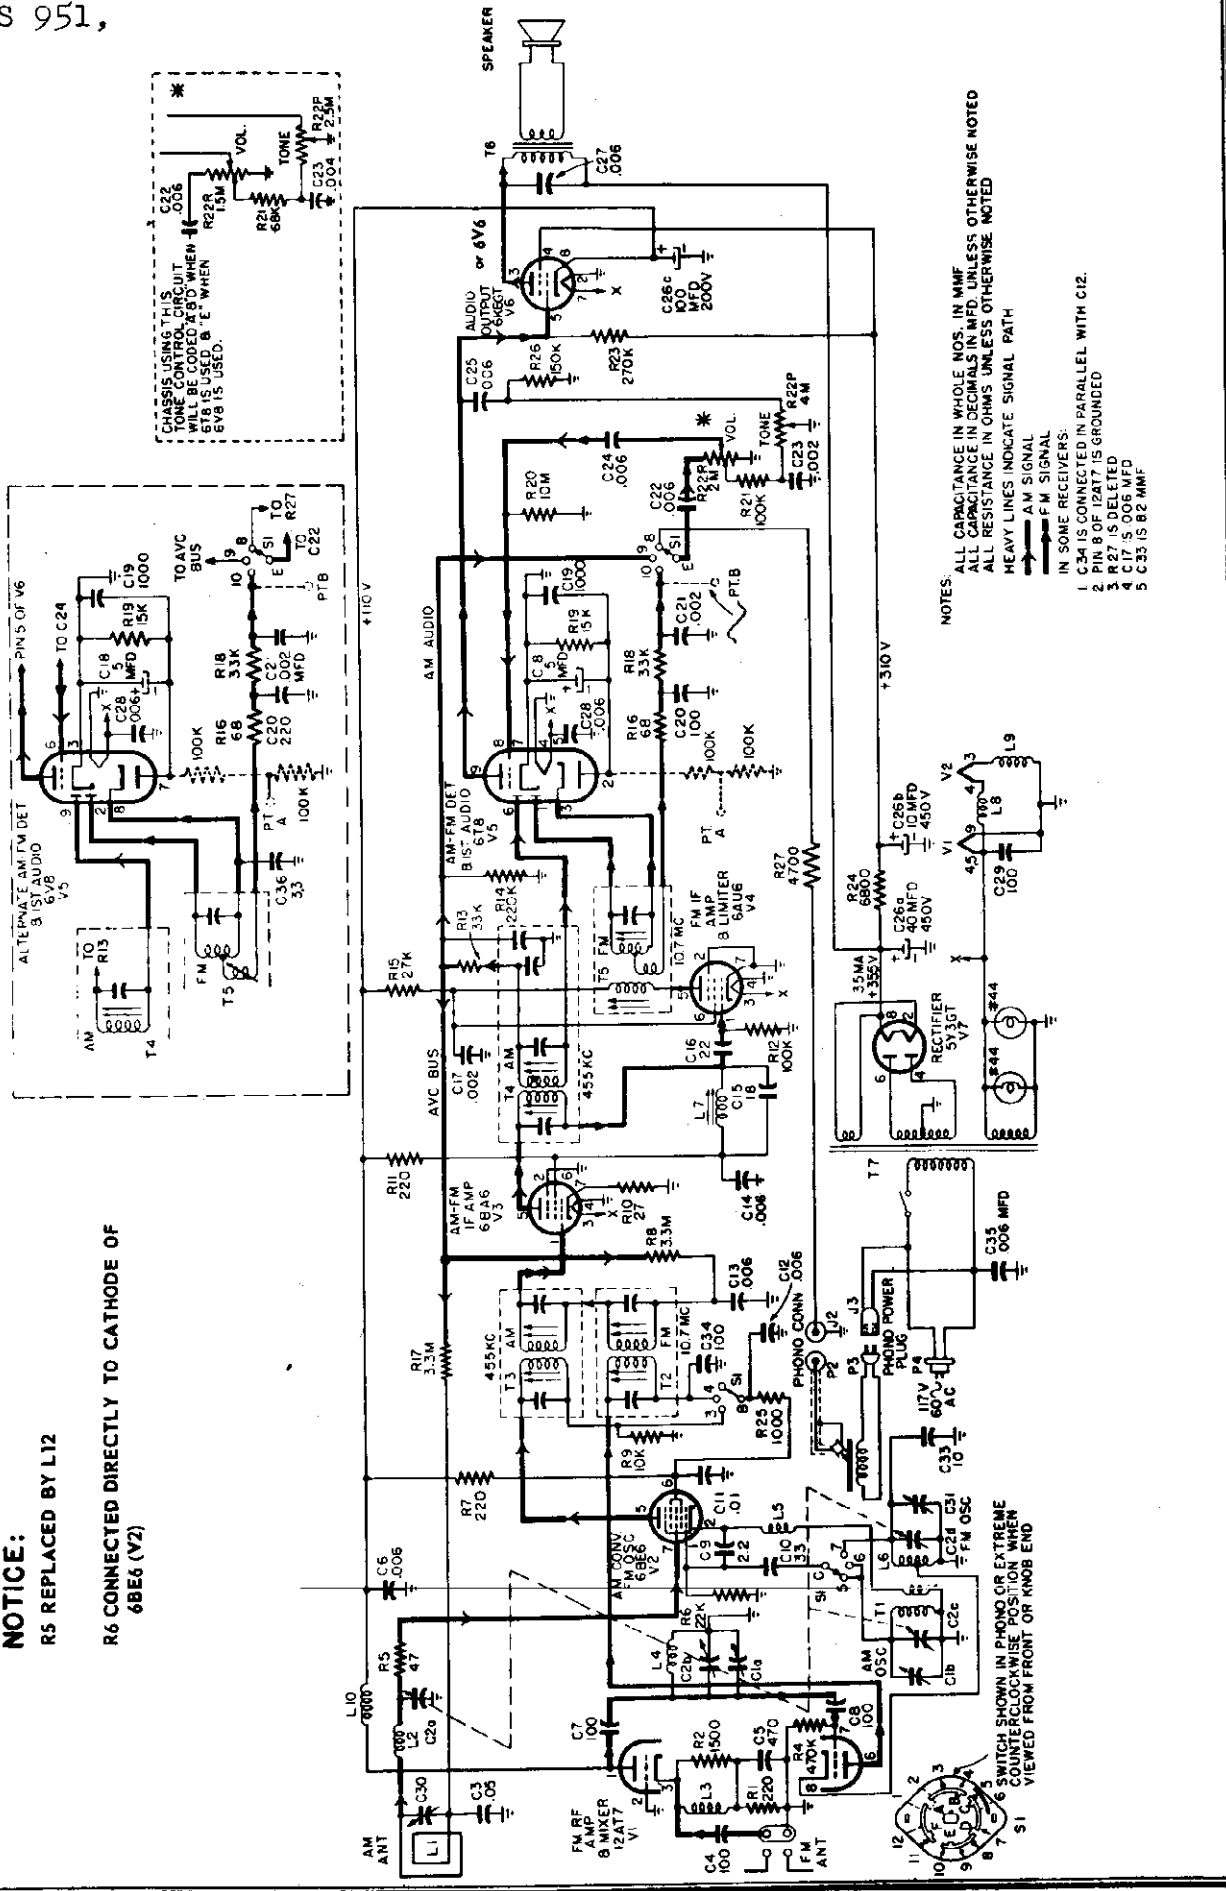 S 951,
NOTICE:
R5 REPLACED BY L12
R6 CONNECTED DIRECTLY TO CATHODE OF
6BE6 (V2)
ALTERNATE AM-FM DET
& IST AUDIO
6V8
V5
PIN 5 OF V6
TO C24
AM
TO R13
T4
FM
T5
C36
33
C28
.006
C18
5
MFD
R19
15K
C19
1000
100K
PT.
A
100K
R16
68
C20
220
R18
33K
.002
MFD
PT B
TO AVC
BUS
TO
R27
TO
C22
E
S1
CHASSIS USING THIS
TONE CONTROL CIRCUIT
WILL BE CODED "A" & "D" WHEN
6T8 IS USED & "E" WHEN
6V8 IS USED.
C22
.006
R22R
1.5M
VOL.
R21
68K
TONE
R22P
2.5M
C23
.004
*
+110 V
AM AUDIO
AVC BUS
L10
C6
.006
R7
220
R17
3.3M
R11
220
R15
27K
C17
.002
AM
ANT
L1
C30
C3
.05
L2
C2a
R5
47
FM RF
AMP
& MIXER
12AT7
V1
C7
100
L4
C2b
C1a
R2
1500
L3
C5
470
R1
220
R4
470K
C8
100
C4
100
FM
ANT
AM CONV
FM OSC
6BE6
V2
R6
22K
C9
2.2
C10
33
C11
.01
L5
R9
10K
R25
1000
C34
100
C12
.006
C13
.006
T3
AM
455KC
T2
FM
10.7 MC
R8
3.3M
AM-FM
IF AMP
6BA6
V3
R10
27
C14
.006
T4
AM
455KC
R13
33K
R14
220K
L7
C15
18
C16
22
R12
100K
T5
FM
10.7 MC
FM IF
AMP
& LIMITER
6AU6
V4
AM-FM DET
& IST AUDIO
6T8
V5
C28
.006
5
MFD
R19
15K
C19
1000
R20
10M
R16
68
C20
100
R18
33K
C21
.002
100K
100K
PT.
A
PT.B
S1
E
C22
.006
C24
.006
R22R
2M
VOL.
*
R21
100K
TONE
R22P
4M
C23
.002
C25
.006
R26
150K
R23
270K
AUDIO
OUTPUT
6K6GT
V6
or 6V6
C26c
100
MFD
200V
T6
C27
.006
SPEAKER
R27
4700
PHONO CONN
P2
J2
P3
J3
PHONO POWER
PLUG
P4
117V
60~
AC
C35
.006 MFD
T7
RECTIFIER
5Y3GT
V7
35MA
+355V
C26a
40 MFD
450V
R24
6800
C26b
10 MFD
450 V
+310 V
#44
#44
X
V1
V2
C29
100
L8
L9
AM
OSC
C1b
C2c
T1
L6
C2d
C31
C33
10
FM OSC
SWITCH SHOWN IN PHONO OR EXTREME
COUNTERCLOCKWISE POSITION WHEN
VIEWED FROM FRONT OR KNOB END
S1
NOTES:
ALL CAPACITANCE IN WHOLE NOS. IN MMF
ALL CAPACITANCE IN DECIMALS IN MFD. UNLESS OTHERWISE NOTED
ALL RESISTANCE IN OHMS UNLESS OTHERWISE NOTED
HEAVY LINES INDICATE SIGNAL PATH
AM SIGNAL
FM SIGNAL
IN SOME RECEIVERS:
1. C34 IS CONNECTED IN PARALLEL WITH C12.
2. PIN 8 OF 12AT7 IS GROUNDED
3. R27 IS DELETED
4. C17 IS .006 MFD
5. C33 IS 82 MMF